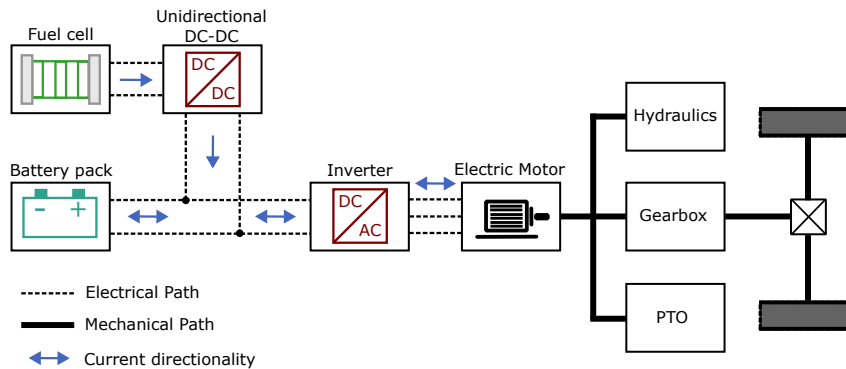 Unidirectional
DC-DC
Fuel cell
DC
DC
Hydraulics
Battery pack
Inverter
Electric Motor
- +
DC
AC
Gearbox
Electrical Path
Mechanical Path
Current directionality
PTO